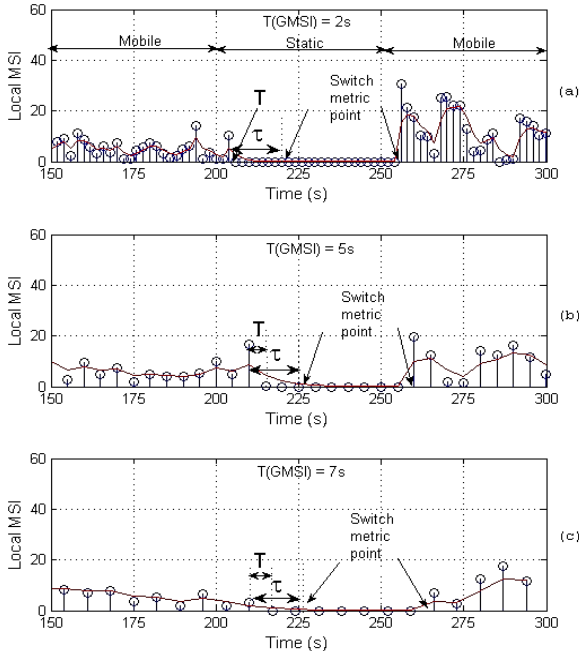 T(GMSI) = 2s
Mobile Static Mobile
60
40
20
0
Local MSI
T
τ
Switch
metric
point
(a)
150 175 200 225 250 275 300
Time (s)
T(GMSI) = 5s
60
40
20
0
Local MSI
T
τ
Switch
metric
point
(b)
150 175 200 225 250 275 300
Time (s)
T(GMSI) = 7s
60
40
20
0
Local MSI
T
τ
Switch
metric
point
(c)
150 175 200 225 250 275 300
Time (s)